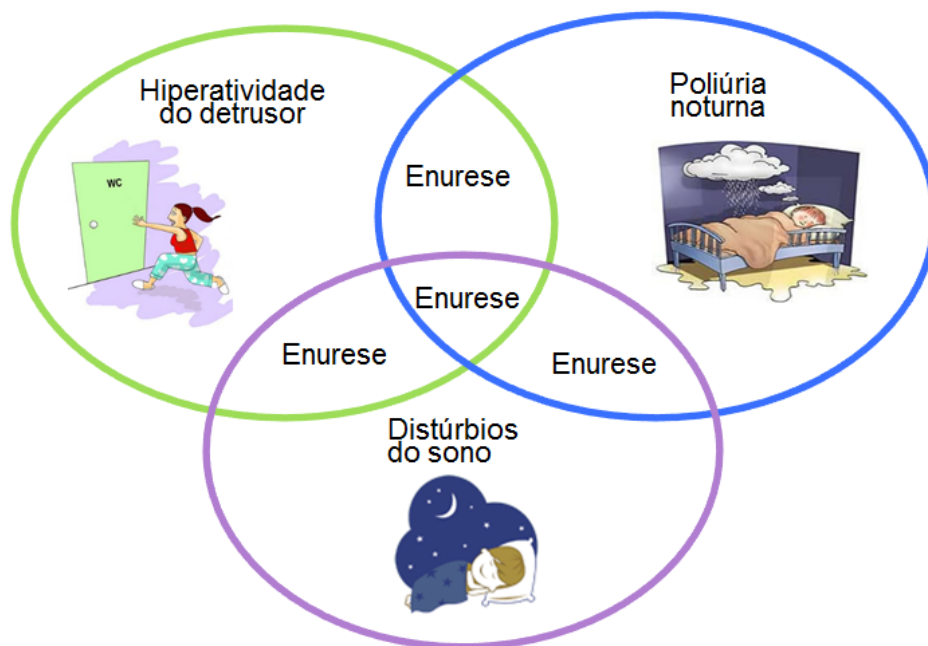 Hiperatividade
do detrusor
Poliúria
noturna
WC
Enurese
Enurese
Enurese
Enurese
Distúrbios
do sono